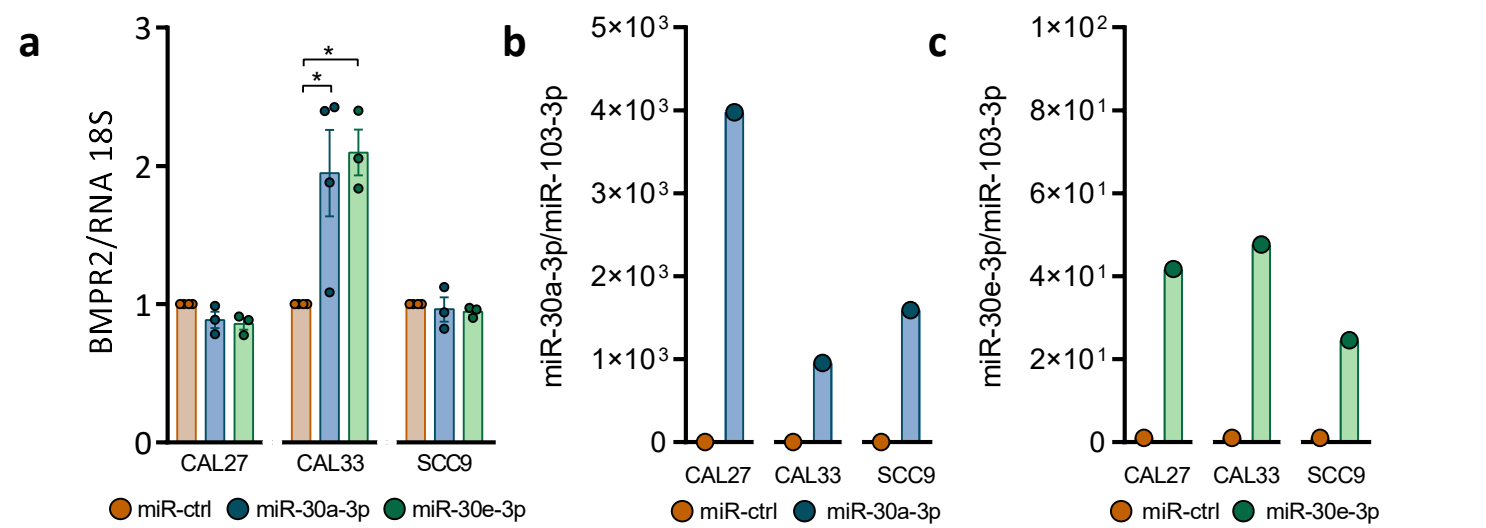 a
BMPR2/RNA 18S
3
2
1
0
*
*
CAL27 CAL33 SCC9
miR-ctrl miR-30a-3p miR-30e-3p
b
miR-30a-3p/miR-103-3p
5×10³
4×10³
3×10³
2×10³
1×10³
0
CAL27 CAL33 SCC9
miR-ctrl miR-30a-3p
c
miR-30e-3p/miR-103-3p
1×10²
8×10¹
6×10¹
4×10¹
2×10¹
0
CAL27 CAL33 SCC9
miR-ctrl miR-30e-3p